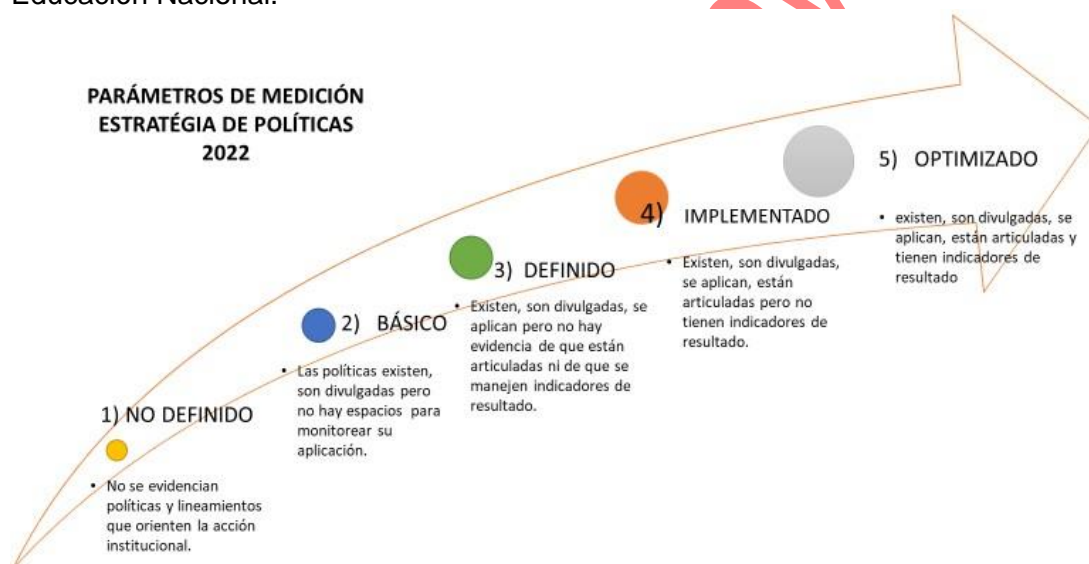 Educación Nacional.
PARÁMETROS DE MEDICIÓN
ESTRATÉGIA DE POLÍTICAS
2022
1) NO DEFINIDO
• No se evidencian
políticas y lineamientos
que orienten la acción
institucional.
2) BÁSICO
• Las políticas existen,
son divulgadas pero
no hay espacios para
monitorear su
aplicación.
3) DEFINIDO
• Existen, son divulgadas, se
aplican pero no hay
evidencia de que están
articuladas ni de que se
manejen indicadores de
resultado.
4) IMPLEMENTADO
• Existen, son divulgadas,
se aplican, están
articuladas pero no
tienen indicadores de
resultado.
5) OPTIMIZADO
• existen, son divulgadas, se
aplican, están articuladas y
tienen indicadores de
resultado